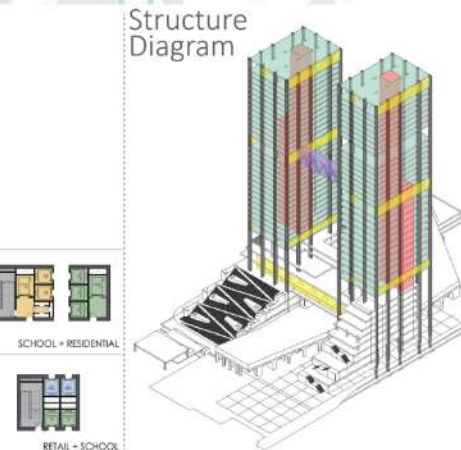 Structure
Diagram
SCHOOL + RESIDENTIAL
RETAIL + SCHOOL